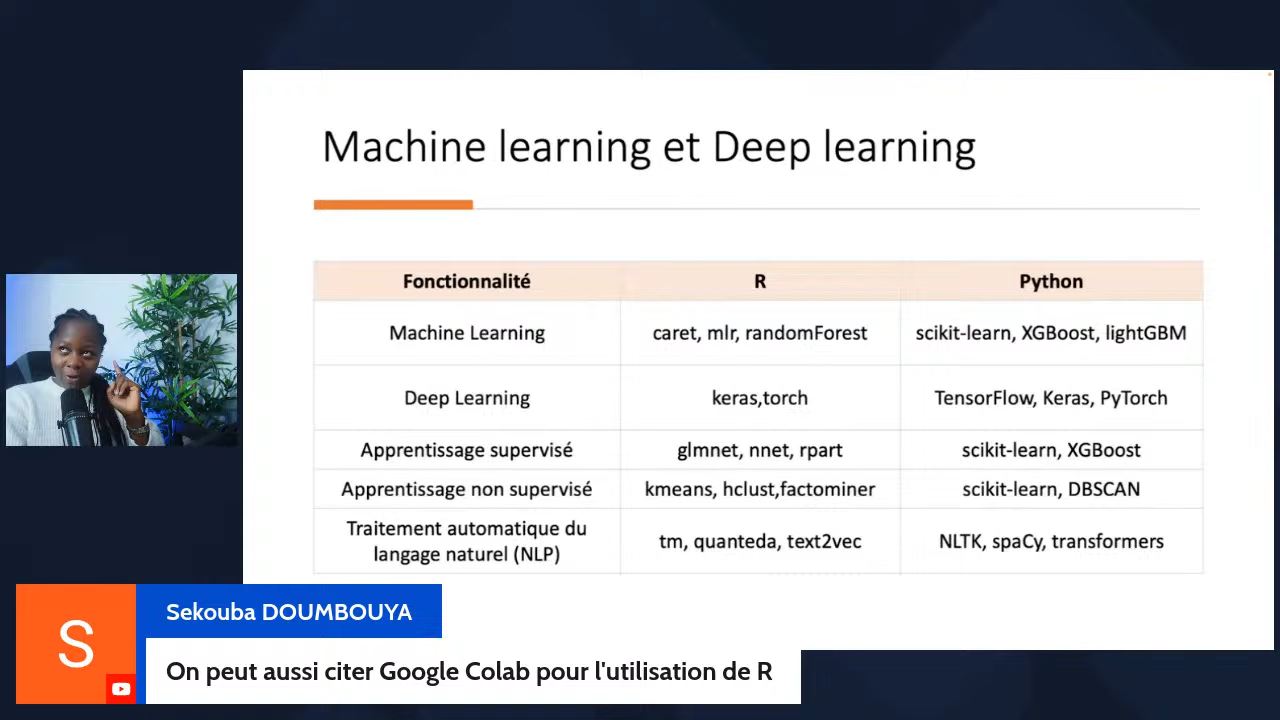 Machine learning et Deep learning
Fonctionnalité R Python
Machine Learning caret, mlr, randomForest scikit-learn, XGBoost, lightGBM
Deep Learning keras,torch TensorFlow, Keras, PyTorch
Apprentissage supervisé glmnet, nnet, rpart scikit-learn, XGBoost
Apprentissage non supervisé kmeans, hclust,factominer scikit-learn, DBSCAN
Traitement automatique du
langage naturel (NLP) tm, quanteda, text2vec NLTK, spaCy, transformers
S
Sekouba DOUMBOUYA
On peut aussi citer Google Colab pour l'utilisation de R